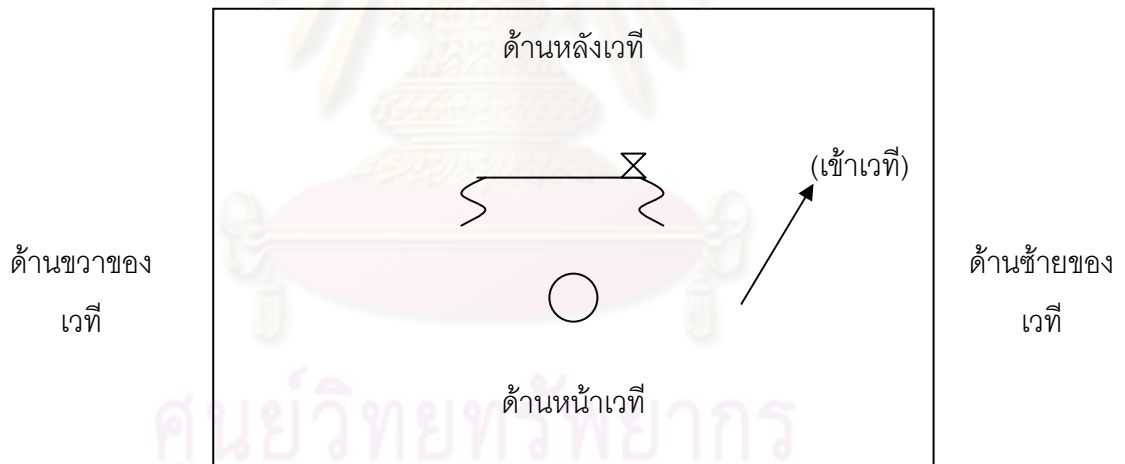 ด้านหลังเวที
(เข้าเวที)
ด้านขวาของ
เวที
ด้านซ้ายของ
เวที
ด้านหน้าเวที
ศูนย์วิทยทรัพยากร